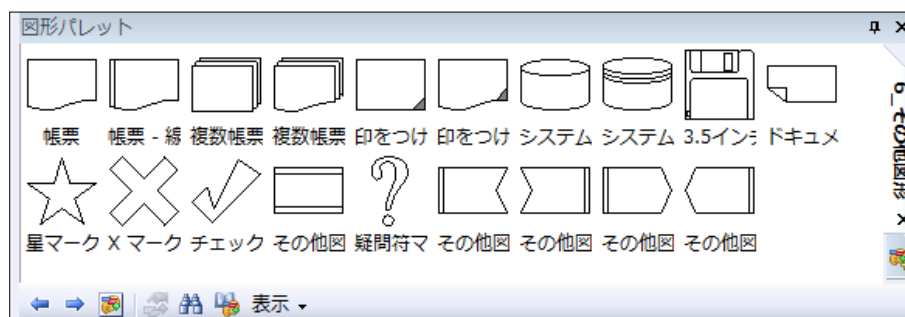 図形パレット
帳票 帳票 - 線 複数帳票 複数帳票 印をつけ 印をつけ システム システム 3.5インチ ドキュメ
星マーク X マーク チェック その他図 疑問符マ その他図 その他図 その他図 その他図
6_その他図形
表示